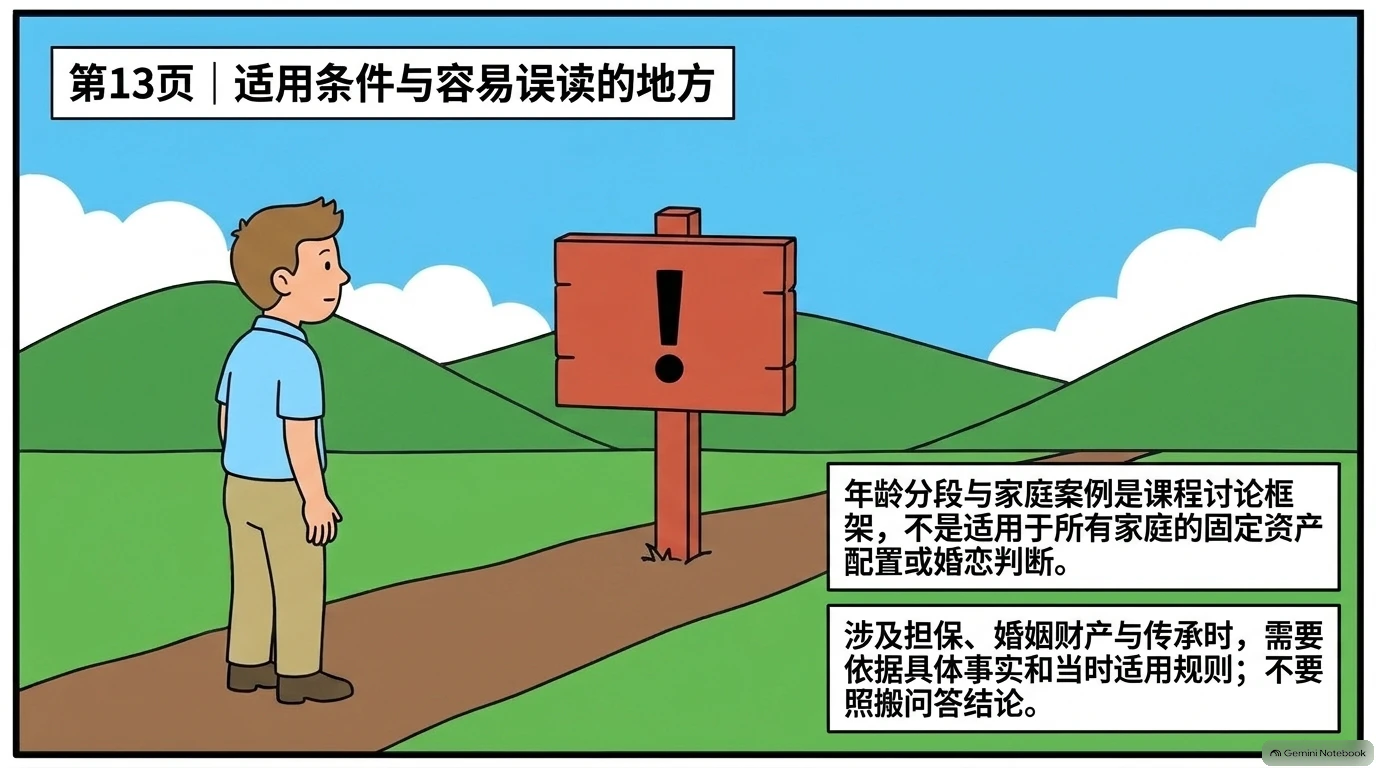 第13页｜适用条件与容易误读的地方
!
年龄分段与家庭案例是课程讨论框
架，不是适用于所有家庭的固定资产
配置或婚恋判断。
涉及担保、婚姻财产与传承时，需要
依据具体事实和当时适用规则；不要
照搬问答结论。
Gemini Notebook